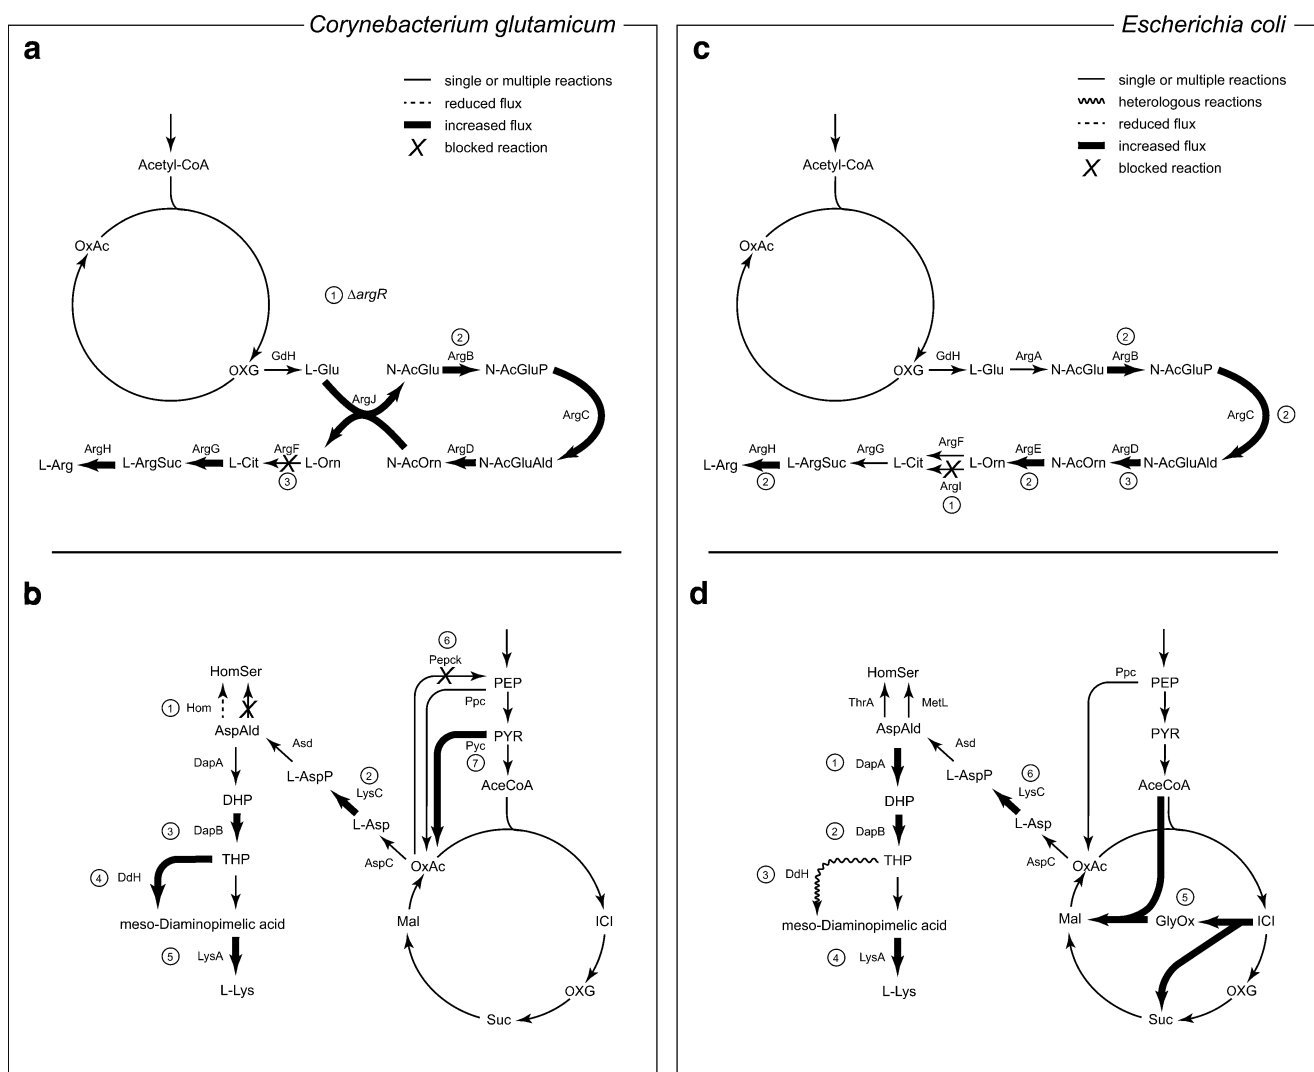 Corynebacterium glutamicum
a
single or multiple reactions
reduced flux
increased flux
X blocked reaction
Acetyl-CoA
OxAc
1 ΔargR
2
OXG GdH L-Glu N-AcGlu ArgB N-AcGluP
ArgJ
ArgC
L-Arg ArgH L-ArgSuc ArgG L-Cit ArgF L-Orn N-AcOrn ArgD N-AcGluAld
3
b
6
Pepck
HomSer
PEP
Ppc
1 Hom
AspAld
Asd
Pyc PYR
7
DapA
L-AspP
2
LysC
AceCoA
DHP
3 DapB
L-Asp
AspC
THP
OxAc
4 DdH
meso-Diaminopimelic acid
Mal
ICl
5 LysA
L-Lys
OXG
Suc
Escherichia coli
c
single or multiple reactions
heterologous reactions
reduced flux
increased flux
X blocked reaction
Acetyl-CoA
OxAc
2
OXG GdH L-Glu ArgA N-AcGlu ArgB N-AcGluP
ArgC 2
L-Arg ArgH L-ArgSuc ArgG L-Cit ArgF L-Orn ArgE N-AcOrn ArgD N-AcGluAld
2 ArgI 2 3
1
d
HomSer
Ppc
PEP
ThrA MetL
AspAld
PYR
Asd
1 DapA
L-AspP
6
LysC
AceCoA
DHP
2 DapB
L-Asp
AspC
THP
OxAc
3 DdH
5
meso-Diaminopimelic acid
Mal
GlyOx
ICl
4 LysA
L-Lys
OXG
Suc